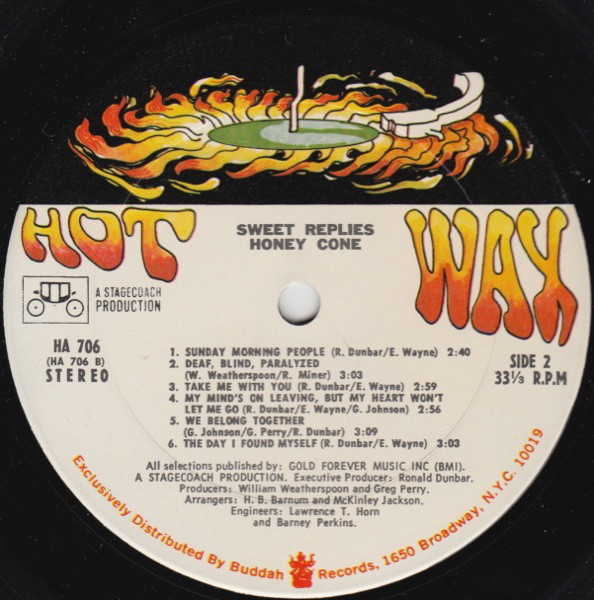 HOT WAX
SWEET REPLIES
HONEY CONE
A STAGECOACH
PRODUCTION
HA 706
(HA 706 B)
STEREO
SIDE 2
33⅓ R.P.M
1. SUNDAY MORNING PEOPLE (R. Dunbar/E. Wayne) 2:40
2. DEAF, BLIND, PARALYZED
(W. Weatherspoon/R. Miner) 3:03
3. TAKE ME WITH YOU (R. Dunbar/E. Wayne) 2:59
4. MY MIND'S ON LEAVING, BUT MY HEART WON'T
LET ME GO (R. Dunbar/E. Wayne/G. Johnson) 2:56
5. WE BELONG TOGETHER
(G. Johnson/G. Perry/R. Dunbar) 3:09
6. THE DAY I FOUND MYSELF (R. Dunbar/E. Wayne) 3:03
All selections published by: GOLD FOREVER MUSIC INC (BMI).
A STAGECOACH PRODUCTION. Executive Producer: Ronald Dunbar.
Producers: William Weatherspoon and Greg Perry.
Arrangers: H. B. Barnum and McKinley Jackson.
Engineers: Lawrence T. Horn
and Barney Perkins.
Exclusively Distributed By Buddah Records, 1650 Broadway, N.Y.C. 10019